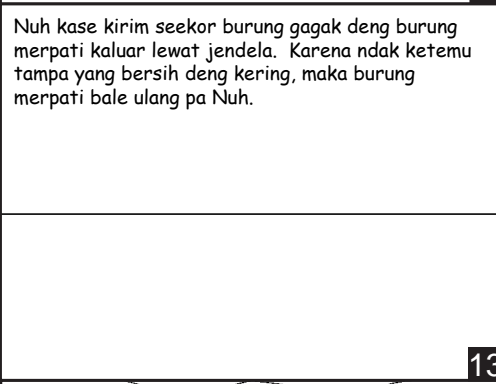 Nuh kase kirim seekor burung gagak deng burung
merpati kaluar lewat jendela. Karena ndak ketemu
tampa yang bersih deng kering, maka burung
merpati bale ulang pa Nuh.
13